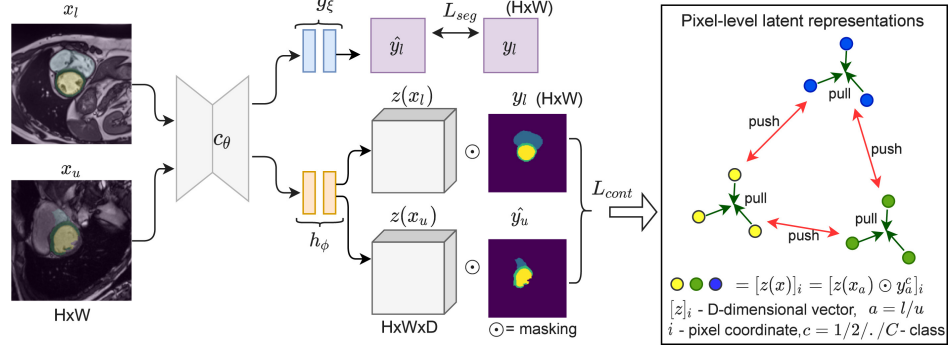 x_l
x_u
HxW
c_θ
y_ξ
ŷ_l
L_seg
(HxW)
y_l
z(x_l)
⊙
y_l (HxW)
h_ϕ
z(x_u)
⊙
ŷ_u
HxWxD
⊙= masking
L_cont
Pixel-level latent representations
pull
push
push
pull
pull
push
= [z(x)]_i = [z(x_a) ⊙ y_a^c]_i
[z]_i - D-dimensional vector, a = l/u
i - pixel coordinate, c = 1/2/./C- class